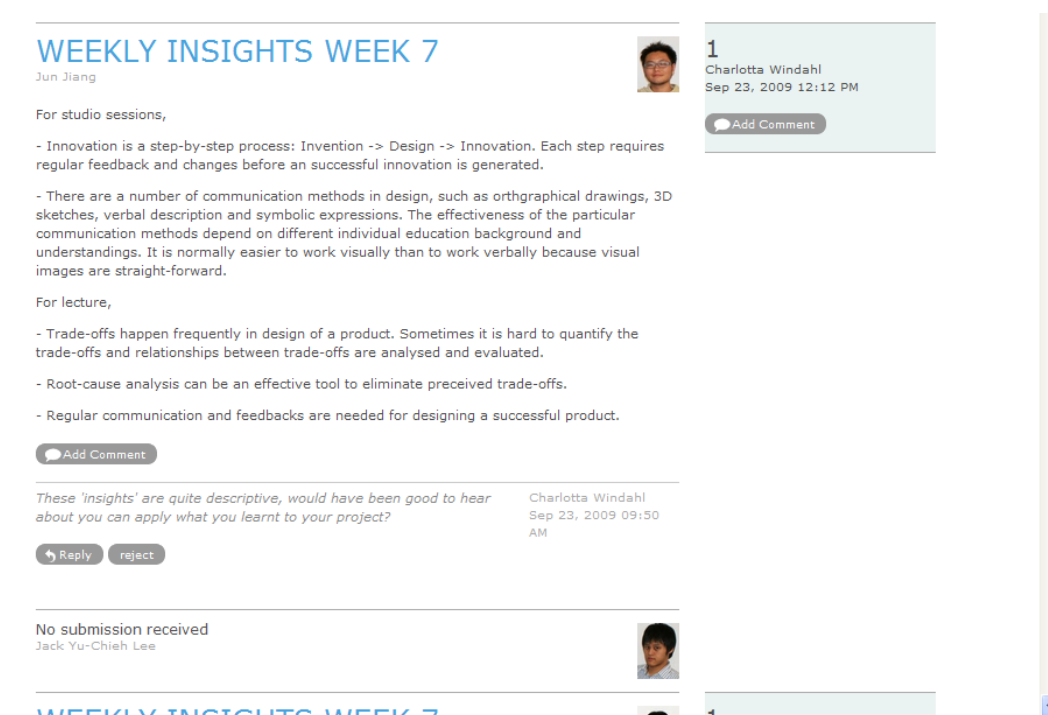 WEEKLY INSIGHTS WEEK 7
Jun Jiang
For studio sessions,
- Innovation is a step-by-step process: Invention -> Design -> Innovation. Each step requires
regular feedback and changes before an successful innovation is generated.
- There are a number of communication methods in design, such as orthgraphical drawings, 3D
sketches, verbal description and symbolic expressions. The effectiveness of the particular
communication methods depend on different individual education background and
understandings. It is normally easier to work visually than to work verbally because visual
images are straight-forward.
For lecture,
- Trade-offs happen frequently in design of a product. Sometimes it is hard to quantify the
trade-offs and relationships between trade-offs are analysed and evaluated.
- Root-cause analysis can be an effective tool to eliminate preceived trade-offs.
- Regular communication and feedbacks are needed for designing a successful product.
Add Comment
These 'insights' are quite descriptive, would have been good to hear
about you can apply what you learnt to your project?
Charlotta Windahl
Sep 23, 2009 09:50
AM
Reply
reject
No submission received
Jack Yu-Chieh Lee
WEEKLY INSIGHTS WEEK 7
1
Charlotta Windahl
Sep 23, 2009 12:12 PM
Add Comment
1